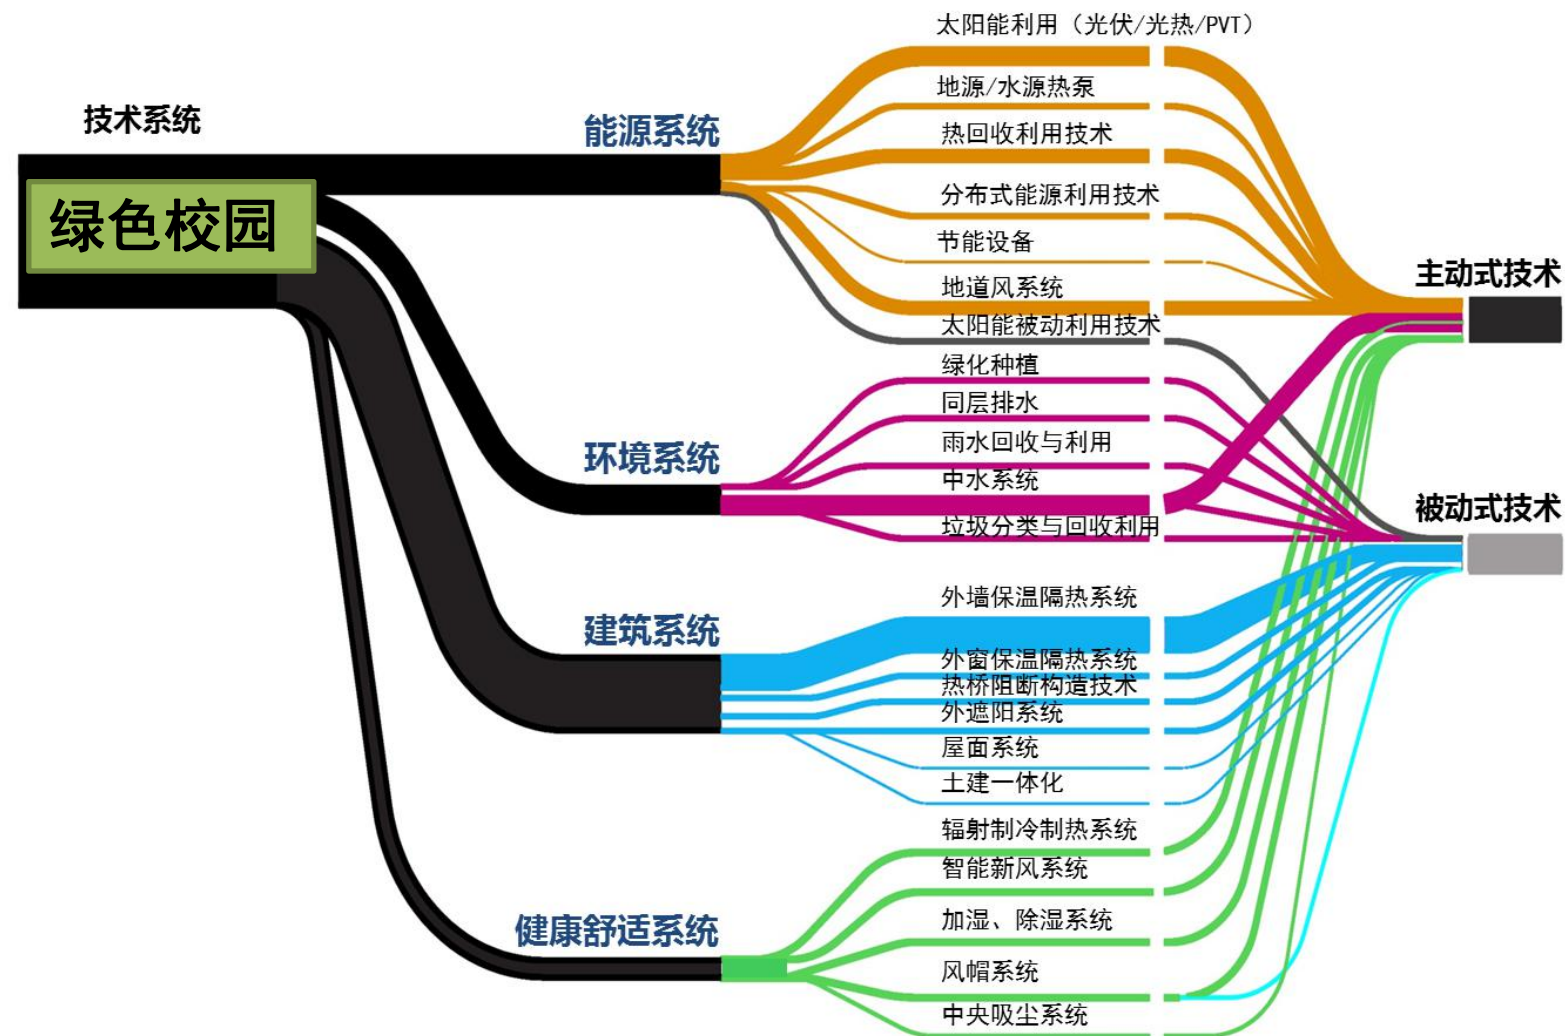 技术系统
绿色校园
能源系统
太阳能利用（光伏/光热/PVT）
地源/水源热泵
热回收利用技术
分布式能源利用技术
节能设备
地道风系统
太阳能被动利用技术
环境系统
绿化种植
同层排水
雨水回收与利用
中水系统
垃圾分类与回收利用
建筑系统
外墙保温隔热系统
外窗保温隔热系统
热桥阻断构造技术
外遮阳系统
屋面系统
土建一体化
健康舒适系统
辐射制冷制热系统
智能新风系统
加湿、除湿系统
风帽系统
中央吸尘系统
主动式技术
被动式技术